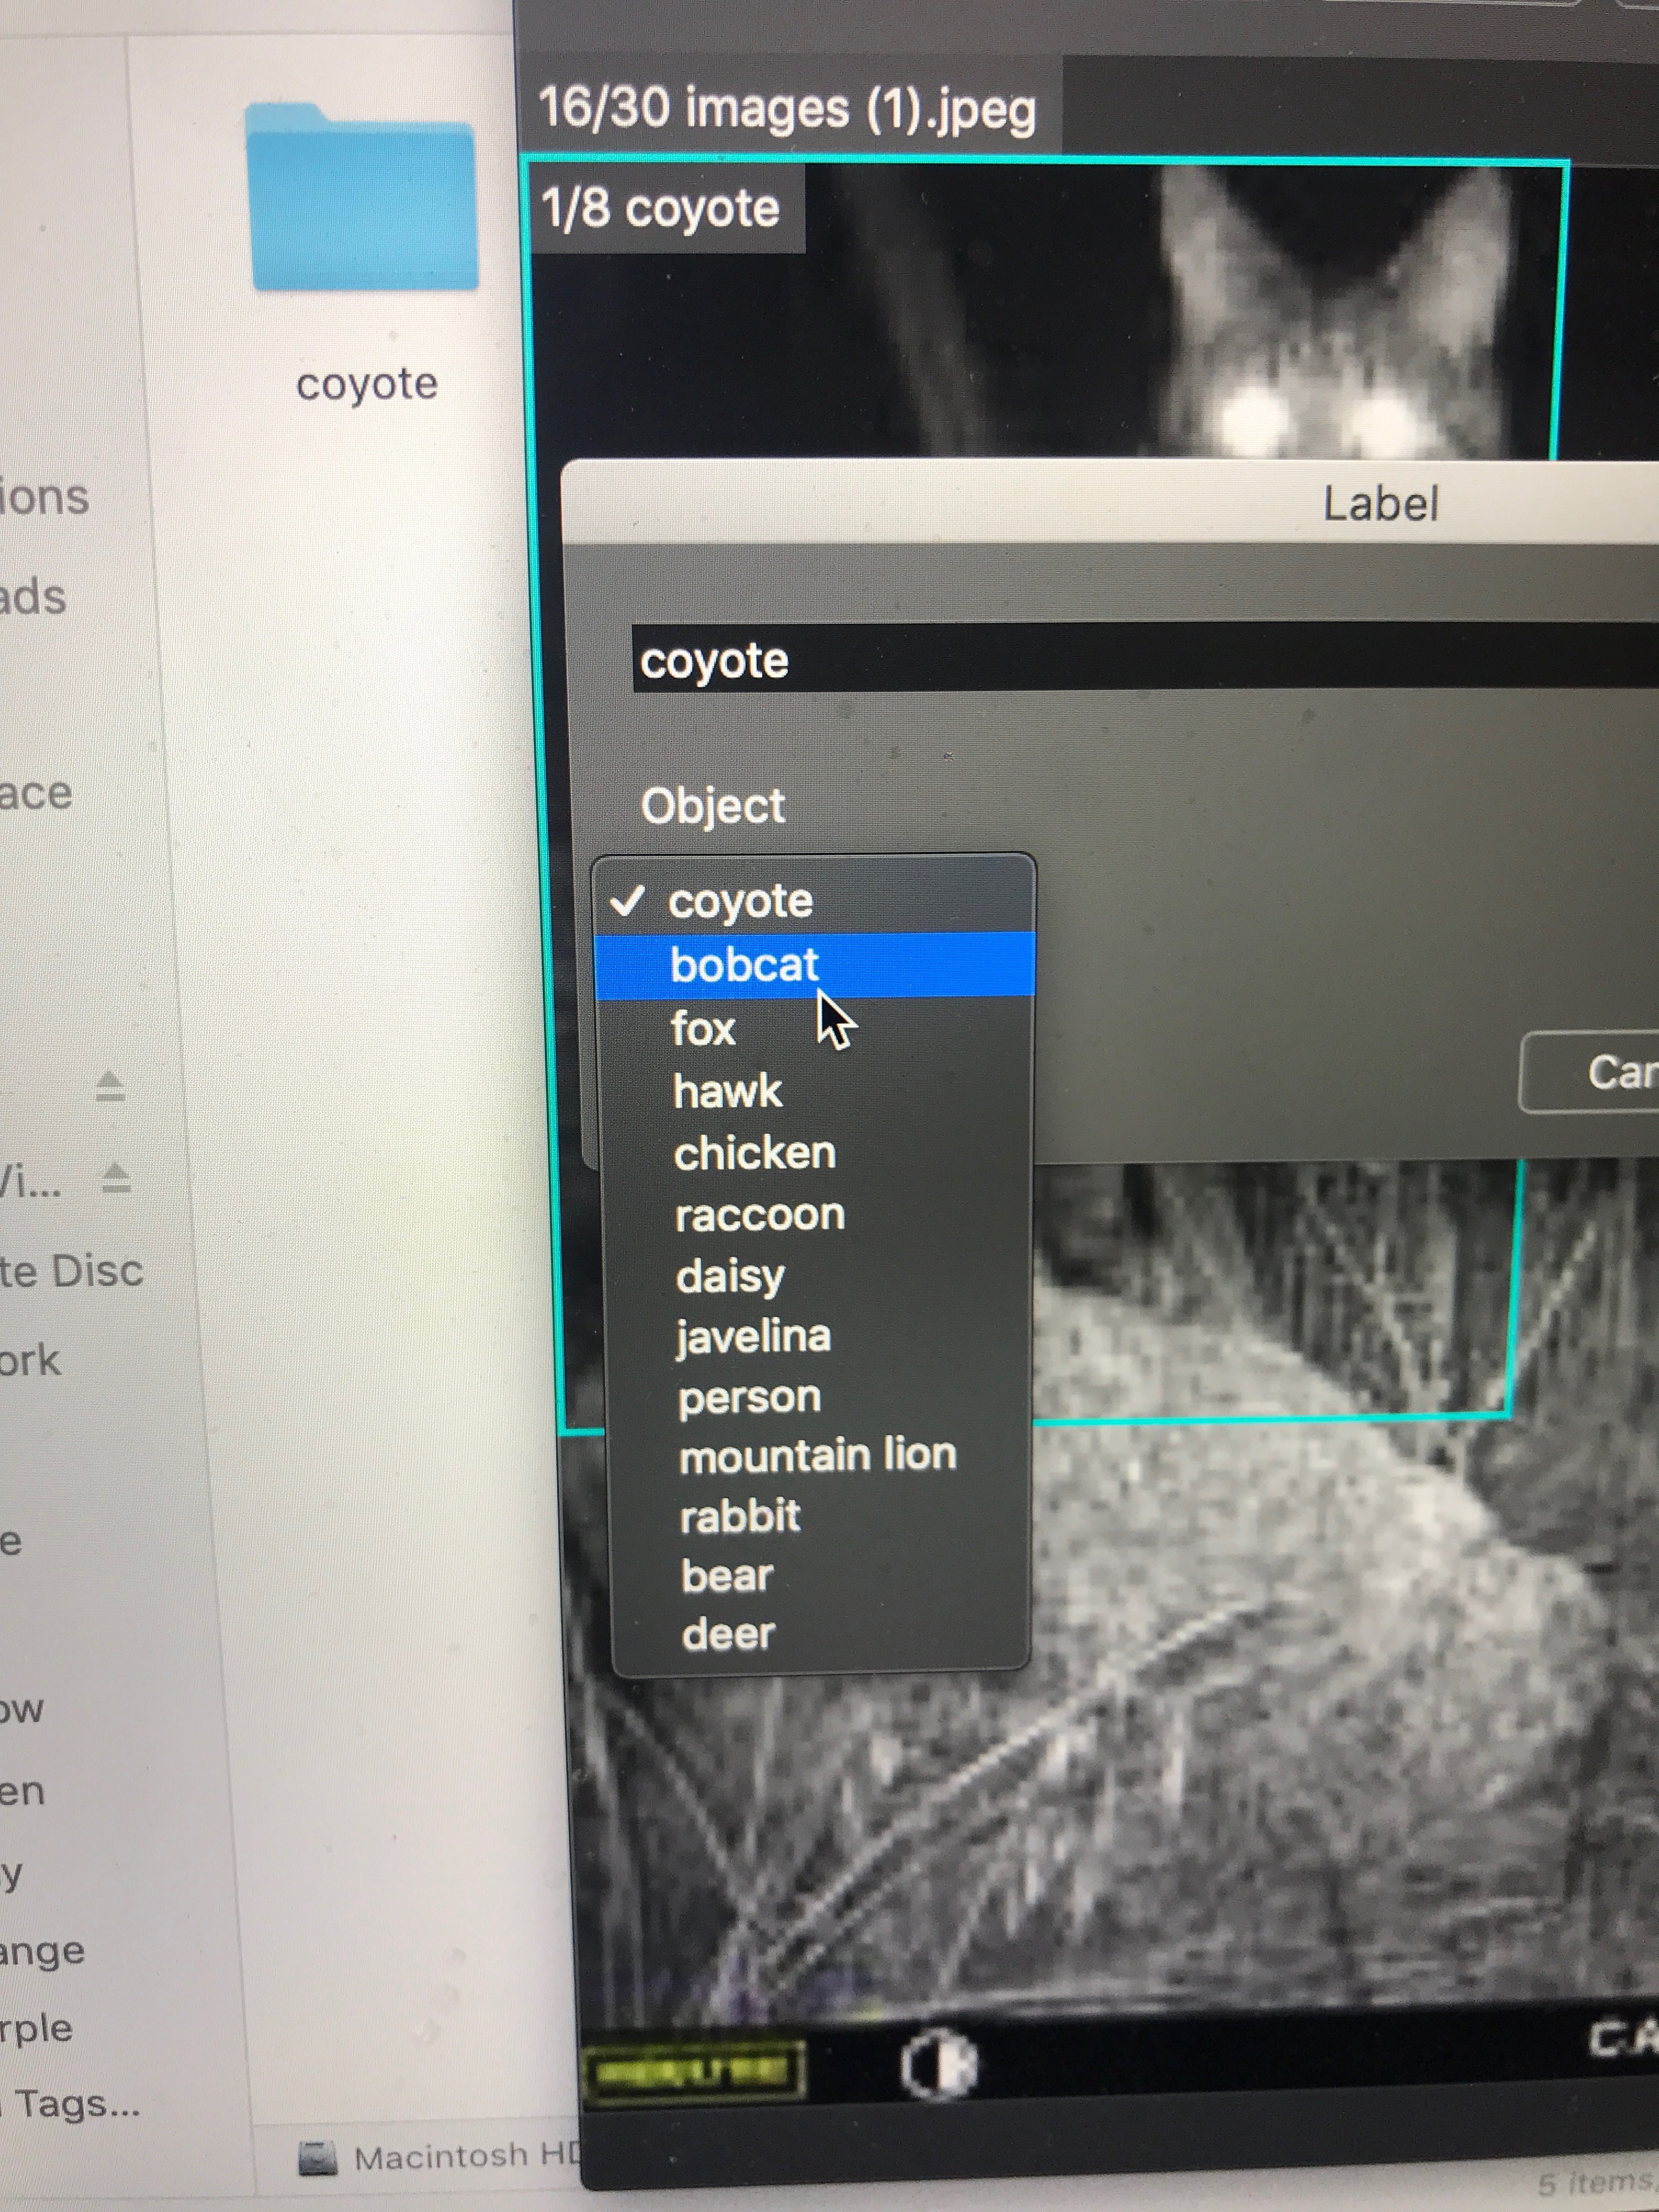 16/30 images (1).jpeg
1/8 coyote
coyote
Label
coyote
Object
✓ coyote
bobcat
fox
hawk
chicken
raccoon
daisy
javelina
person
mountain lion
rabbit
bear
deer
Can
ions
ads
ace
Vi...
te Disc
ork
e
ow
en
y
ange
rple
Tags...
CA
Macintosh HD
5 items,